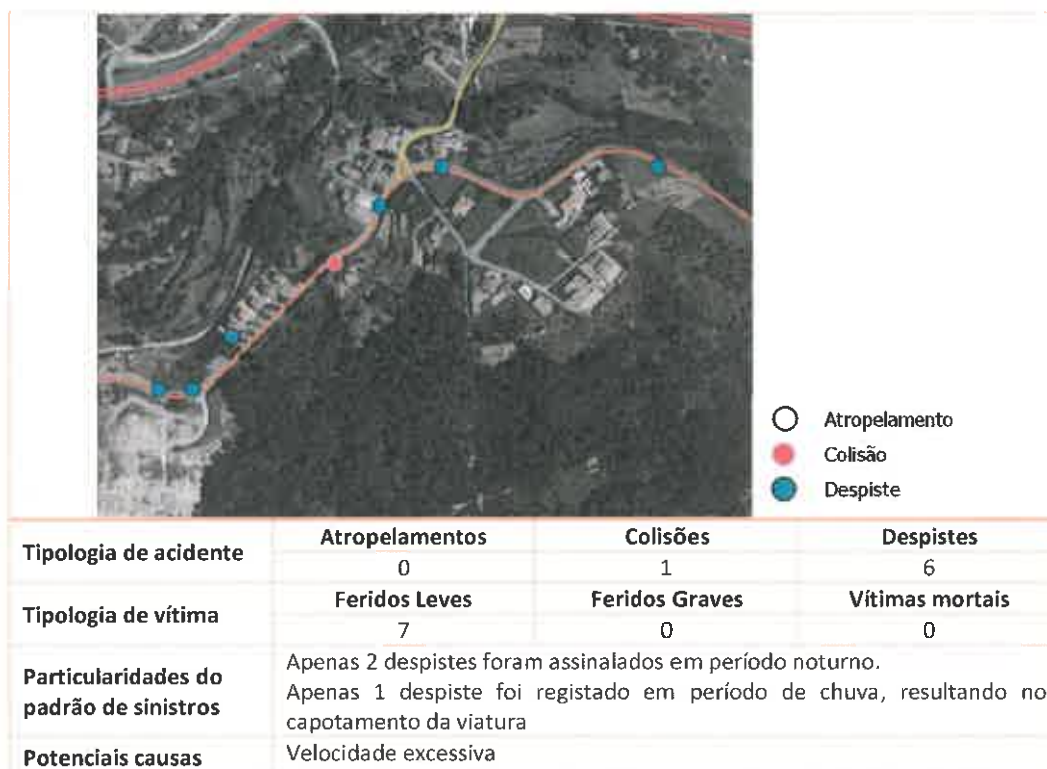 Atropelamento
Colisão
Despiste
Tipologia de acidente
Atropelamentos
Colisões
Despistes
0
1
6
Tipologia de vítima
Feridos Leves
Feridos Graves
Vítimas mortais
7
0
0
Particularidades do
padrão de sinistros
Apenas 2 despistes foram assinalados em período noturno.
Apenas 1 despiste foi registado em período de chuva, resultando no
capotamento da viatura
Potenciais causas
Velocidade excessiva